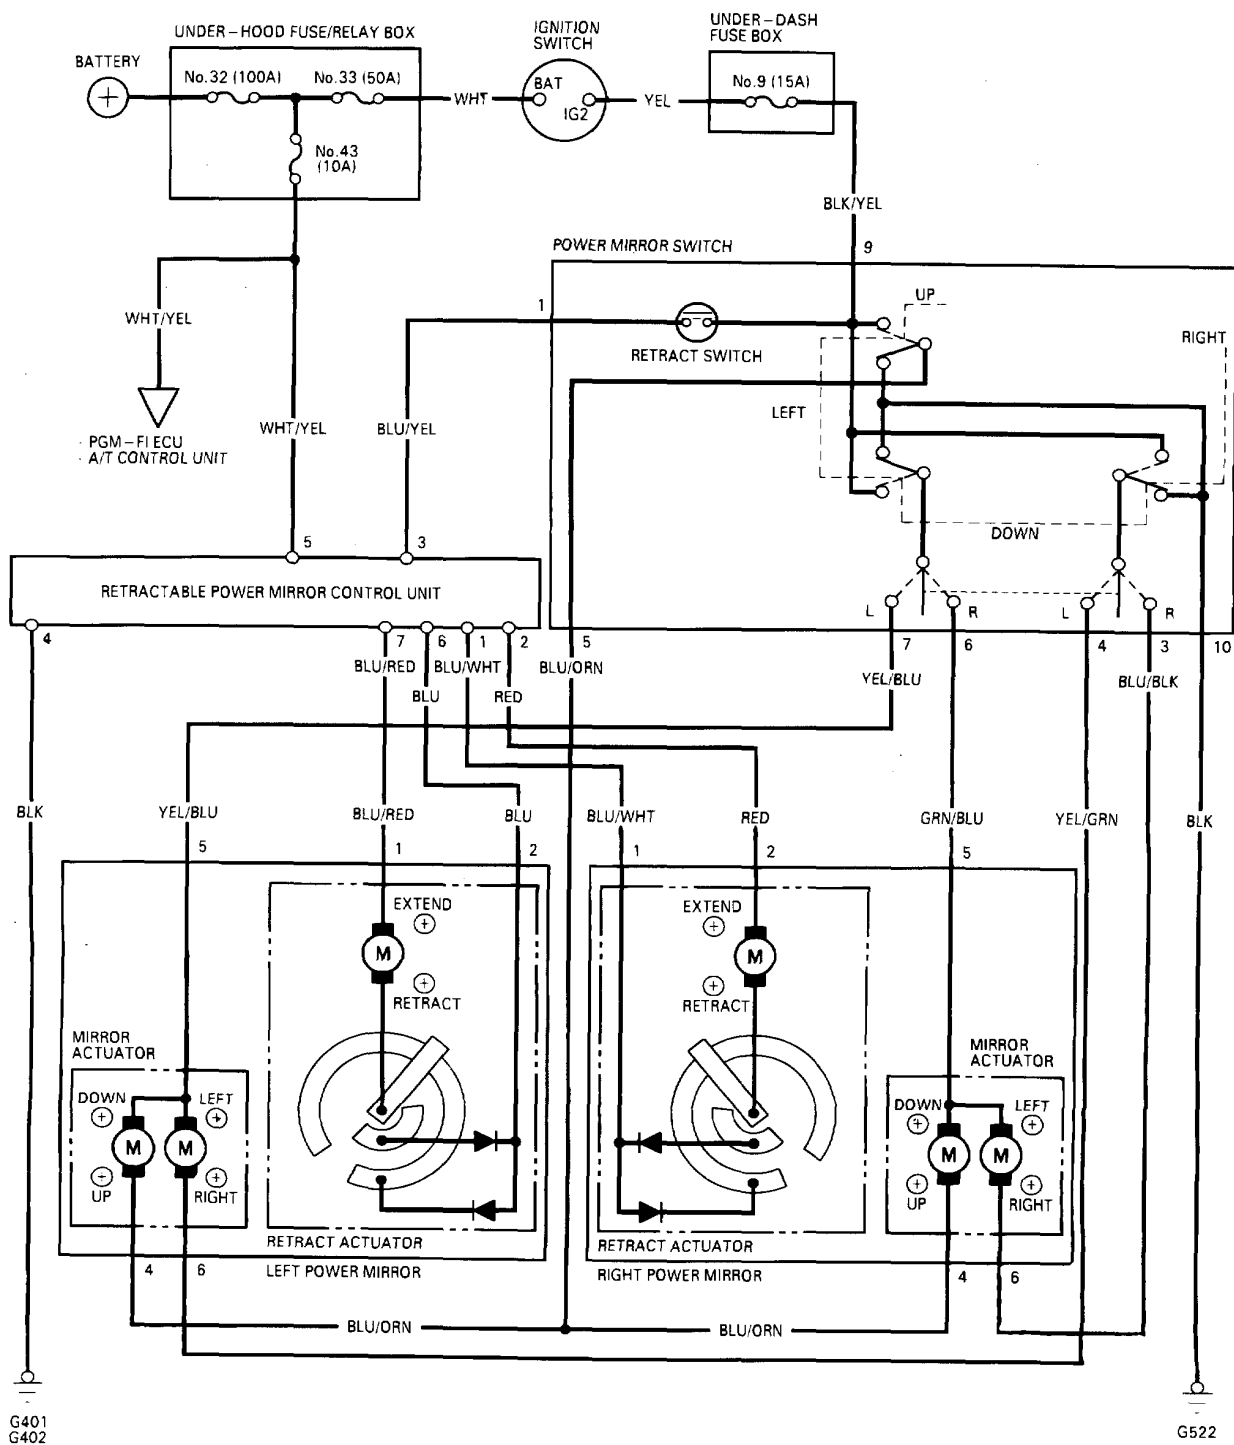 UNDER-HOOD FUSE/RELAY BOX
IGNITION
SWITCH
UNDER-DASH
FUSE BOX
BATTERY
No.32 (100A)
No.33 (50A)
BAT
IG2
No.9 (15A)
WHT
YEL
No.43
(10A)
BLK/YEL
POWER MIRROR SWITCH
9
UP
1
WHT/YEL
RETRACT SWITCH
RIGHT
LEFT
WHT/YEL
BLU/YEL
· PGM-FI ECU
· A/T CONTROL UNIT
DOWN
5
3
RETRACTABLE POWER MIRROR CONTROL UNIT
L
R
L
R
4
7
6
1
2
5
7
6
4
3
10
BLU/RED
BLU/WHT
BLU/ORN
YEL/BLU
BLU/BLK
BLU
RED
BLK
YEL/BLU
BLU/RED
BLU
BLU/WHT
RED
GRN/BLU
YEL/GRN
BLK
5
1
2
1
2
5
EXTEND
+
M
+
RETRACT
EXTEND
+
M
+
RETRACT
MIRROR
ACTUATOR
MIRROR
ACTUATOR
DOWN
LEFT
+
+
M
M
+
+
UP
RIGHT
DOWN
LEFT
+
+
M
M
+
+
UP
RIGHT
RETRACT ACTUATOR
RETRACT ACTUATOR
4
6
LEFT POWER MIRROR
RIGHT POWER MIRROR
4
6
BLU/ORN
BLU/ORN
G401
G402
G522